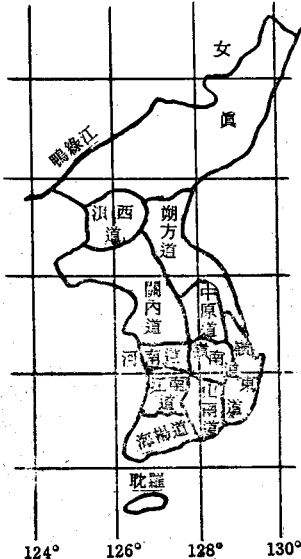 女
眞
鴨綠江
浿西道
朔方道
關內道
中原道
河南道
嶺南道
嶺東道
江南道
山南道
海陽道
耽羅
124° 126° 128° 130°